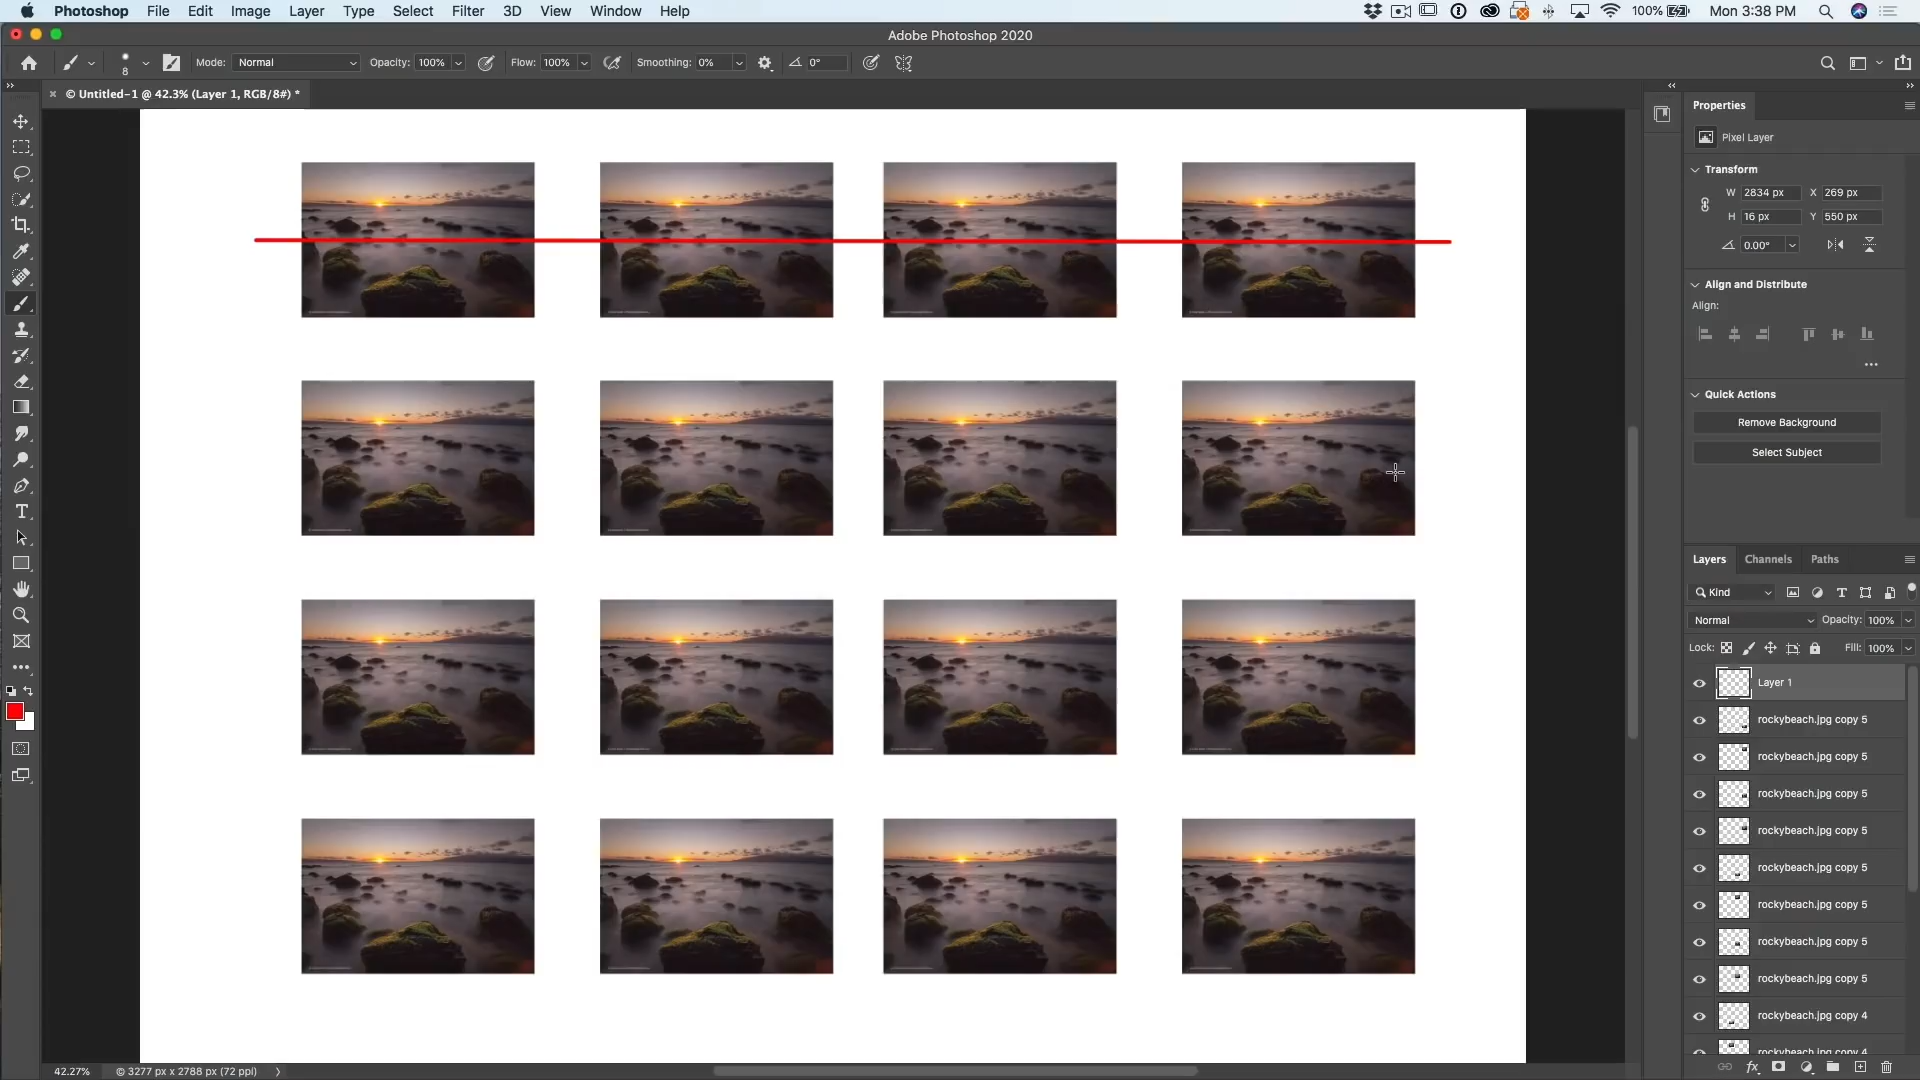 Photoshop File Edit Image Layer Type Select Filter 3D View Window Help 100% Mon 3:38 PM
Adobe Photoshop 2020
8 Mode: Normal Opacity: 100% Flow: 100% Smoothing: 0% 0°
© Untitled-1 @ 42.3% (Layer 1, RGB/8#) *
Properties
Pixel Layer
Transform
W 2834 px X 269 px
H 16 px Y 550 px
0.00°
Align and Distribute
Align:
Quick Actions
Remove Background
Select Subject
Layers Channels Paths
Kind
Normal Opacity: 100%
Lock: Fill: 100%
Layer 1
rockybeach.jpg copy 5
rockybeach.jpg copy 5
rockybeach.jpg copy 5
rockybeach.jpg copy 5
rockybeach.jpg copy 5
rockybeach.jpg copy 5
rockybeach.jpg copy 5
rockybeach.jpg copy 5
rockybeach.jpg copy 4
rockybeach.jpg copy 4
42.27% © 3277 px x 2788 px (72 ppi)